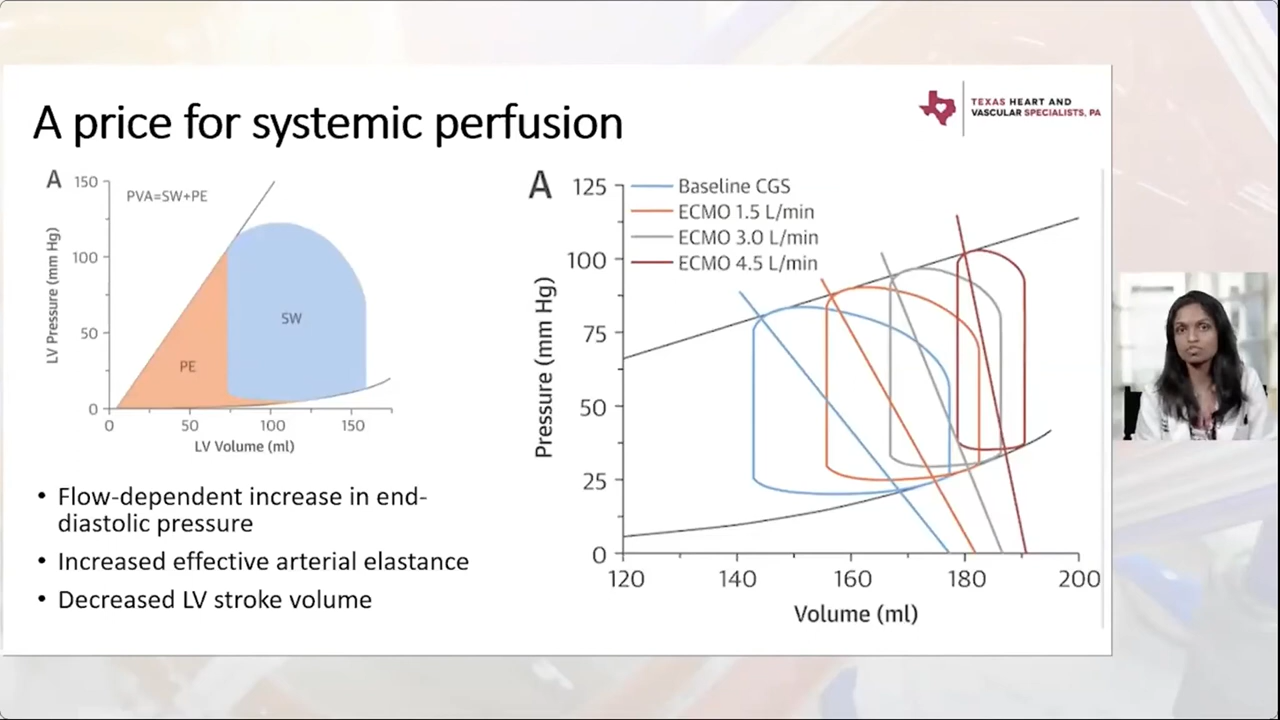 A price for systemic perfusion
TEXAS HEART AND
VASCULAR SPECIALISTS, PA
A
PVA=SW+PE
150
100
50
0
LV Pressure (mm Hg)
SW
PE
0 50 100 150
LV Volume (ml)
• Flow-dependent increase in end-
diastolic pressure
• Increased effective arterial elastance
• Decreased LV stroke volume
A
Baseline CGS
ECMO 1.5 L/min
ECMO 3.0 L/min
ECMO 4.5 L/min
125
100
75
50
25
0
Pressure (mm Hg)
120 140 160 180 200
Volume (ml)